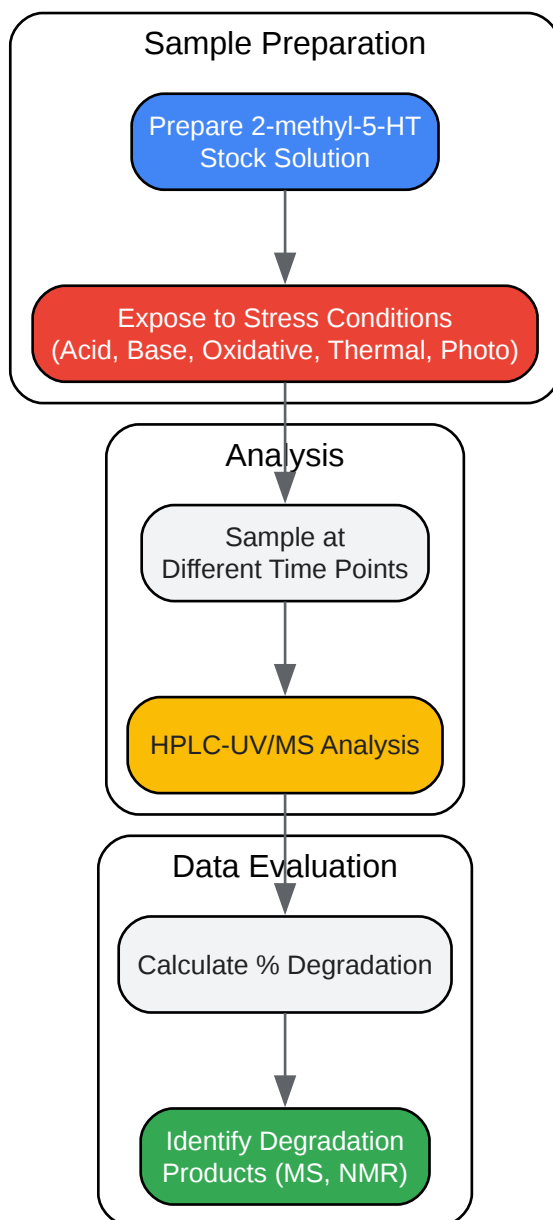 Sample Preparation
Prepare 2-methyl-5-HT
Stock Solution
Expose to Stress Conditions
(Acid, Base, Oxidative, Thermal, Photo)
Analysis
Sample at
Different Time Points
HPLC-UV/MS Analysis
Data Evaluation
Calculate % Degradation
Identify Degradation
Products (MS, NMR)